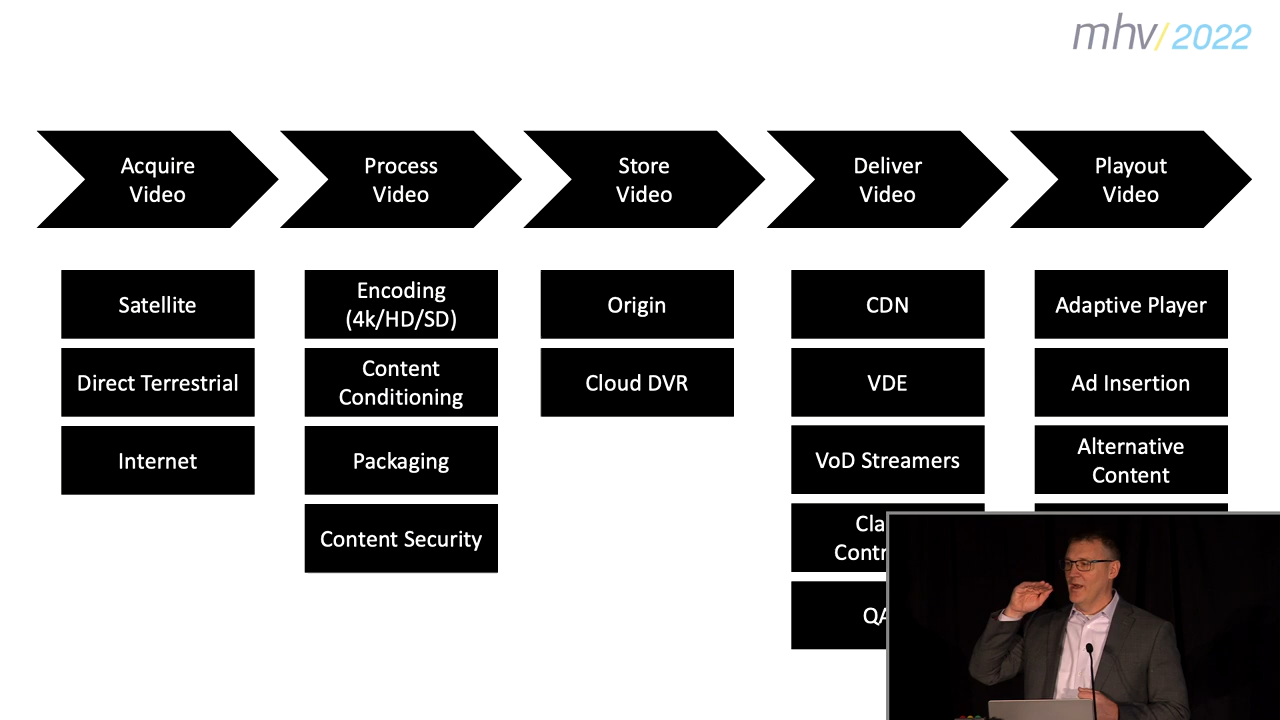 mhv/2022
Acquire
Video
Process
Video
Store
Video
Deliver
Video
Playout
Video
Satellite
Direct Terrestrial
Internet
Encoding
(4k/HD/SD)
Content
Conditioning
Packaging
Content Security
Origin
Cloud DVR
CDN
VDE
VoD Streamers
Adaptive Player
Ad Insertion
Alternative
Content